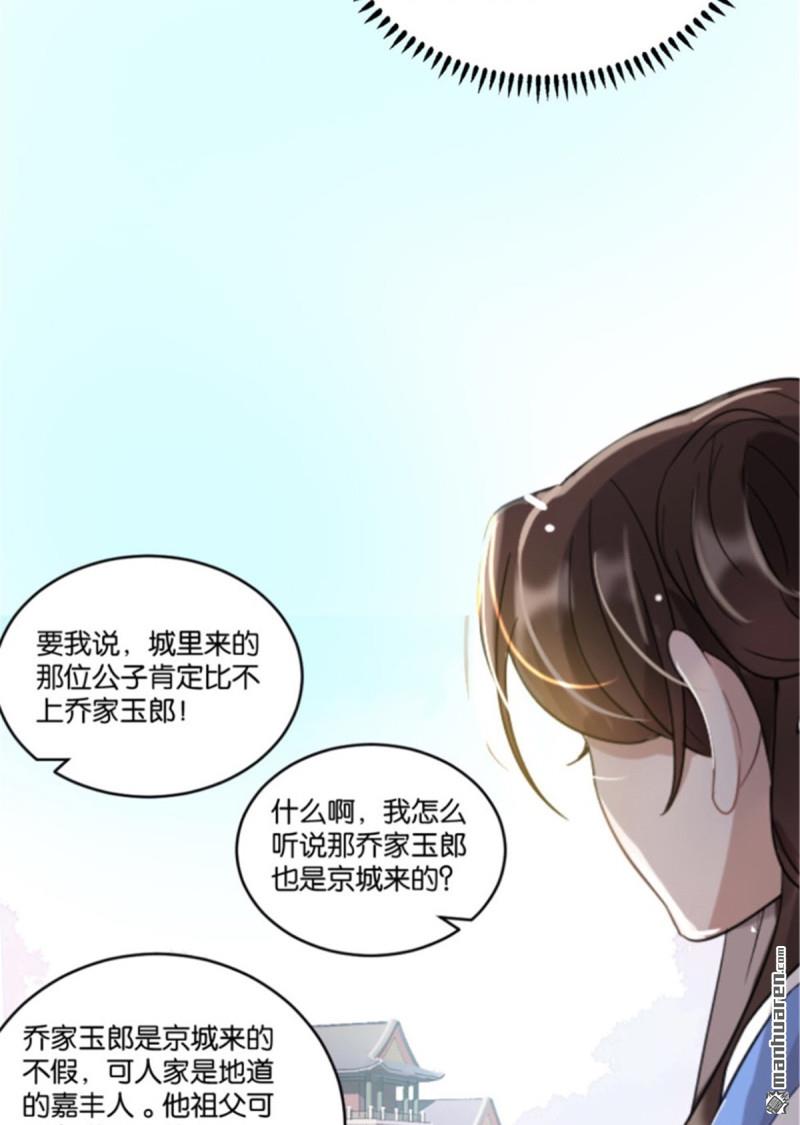 要我说，城里来的
那位公子肯定比不
上乔家玉郎！
什么啊，我怎么
听说那乔家玉郎
也是京城来的？
乔家玉郎是京城来的
不假，可人家是地道
的嘉丰人。他祖父可
manhuaren.com